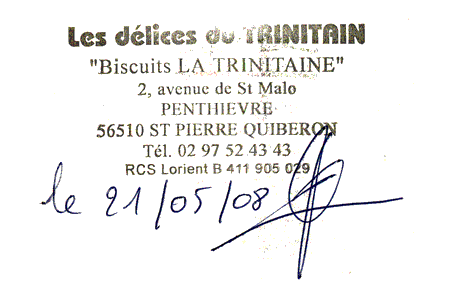 Les délices du TRINITAIN
"Biscuits LA TRINITAINE"
2, avenue de St Malo
PENTHIEVRE
56510 ST PIERRE QUIBERON
Tél. 02 97 52 43 43
RCS Lorient B 411 905 029
le 21/05/08